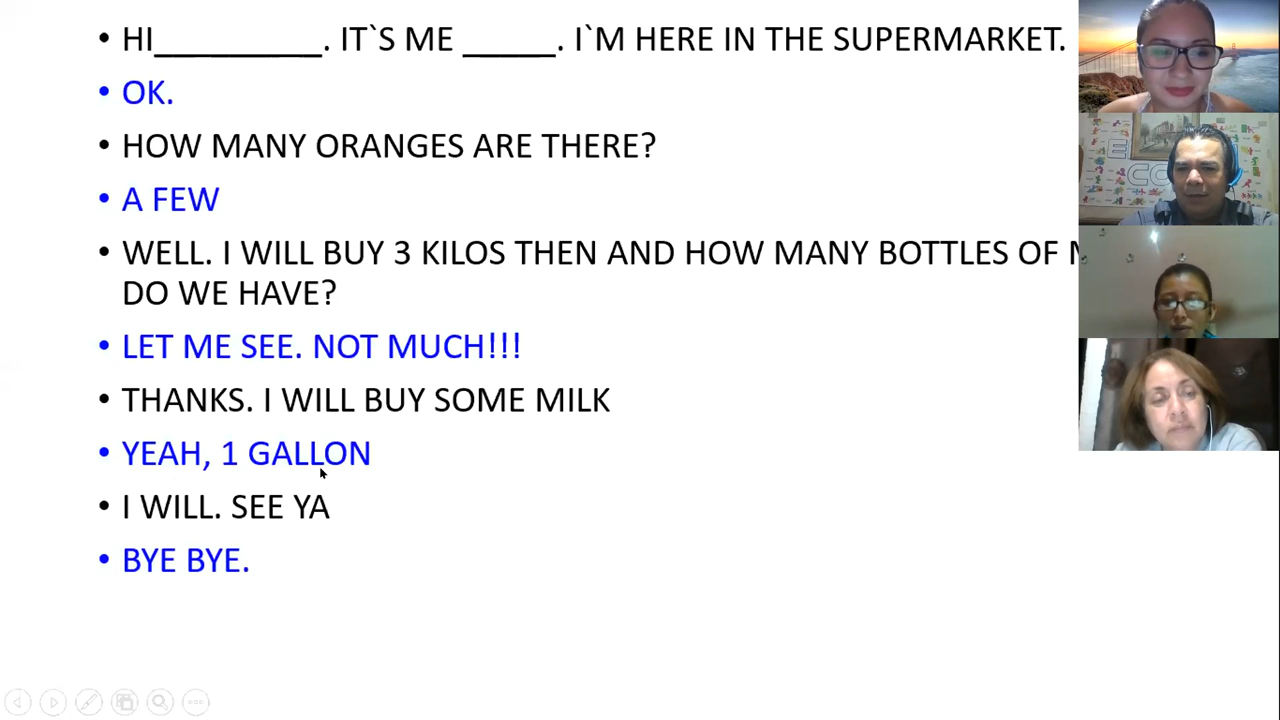 • HI_________. IT`S ME _____. I`M HERE IN THE SUPERMARKET.
• OK.
• HOW MANY ORANGES ARE THERE?
• A FEW
• WELL. I WILL BUY 3 KILOS THEN AND HOW MANY BOTTLES OF
DO WE HAVE?
• LET ME SEE. NOT MUCH!!!
• THANKS. I WILL BUY SOME MILK
• YEAH, 1 GALLON
• I WILL. SEE YA
• BYE BYE.